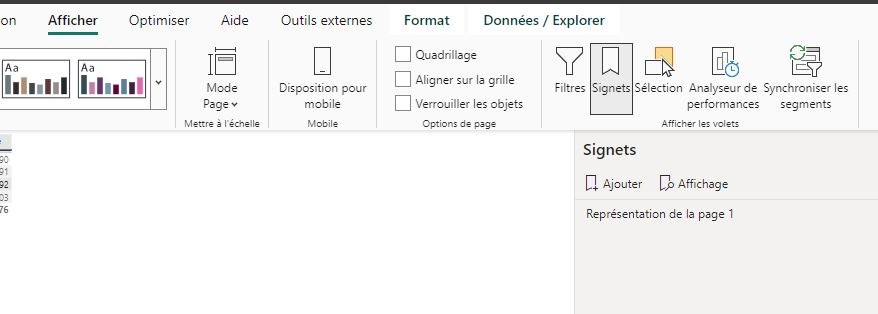 on Afficher Optimiser Aide Outils externes Format Données / Explorer
Aa Aa
Mode
Page
Mettre à l'échelle
Disposition pour
mobile
Mobile
Quadrillage
Aligner sur la grille
Verrouiller les objets
Options de page
Filtres Signets Sélection Analyseur de
performances
Synchroniser les
segments
Afficher les volets
90
91
92
03
76
Signets
Ajouter Affichage
Représentation de la page 1